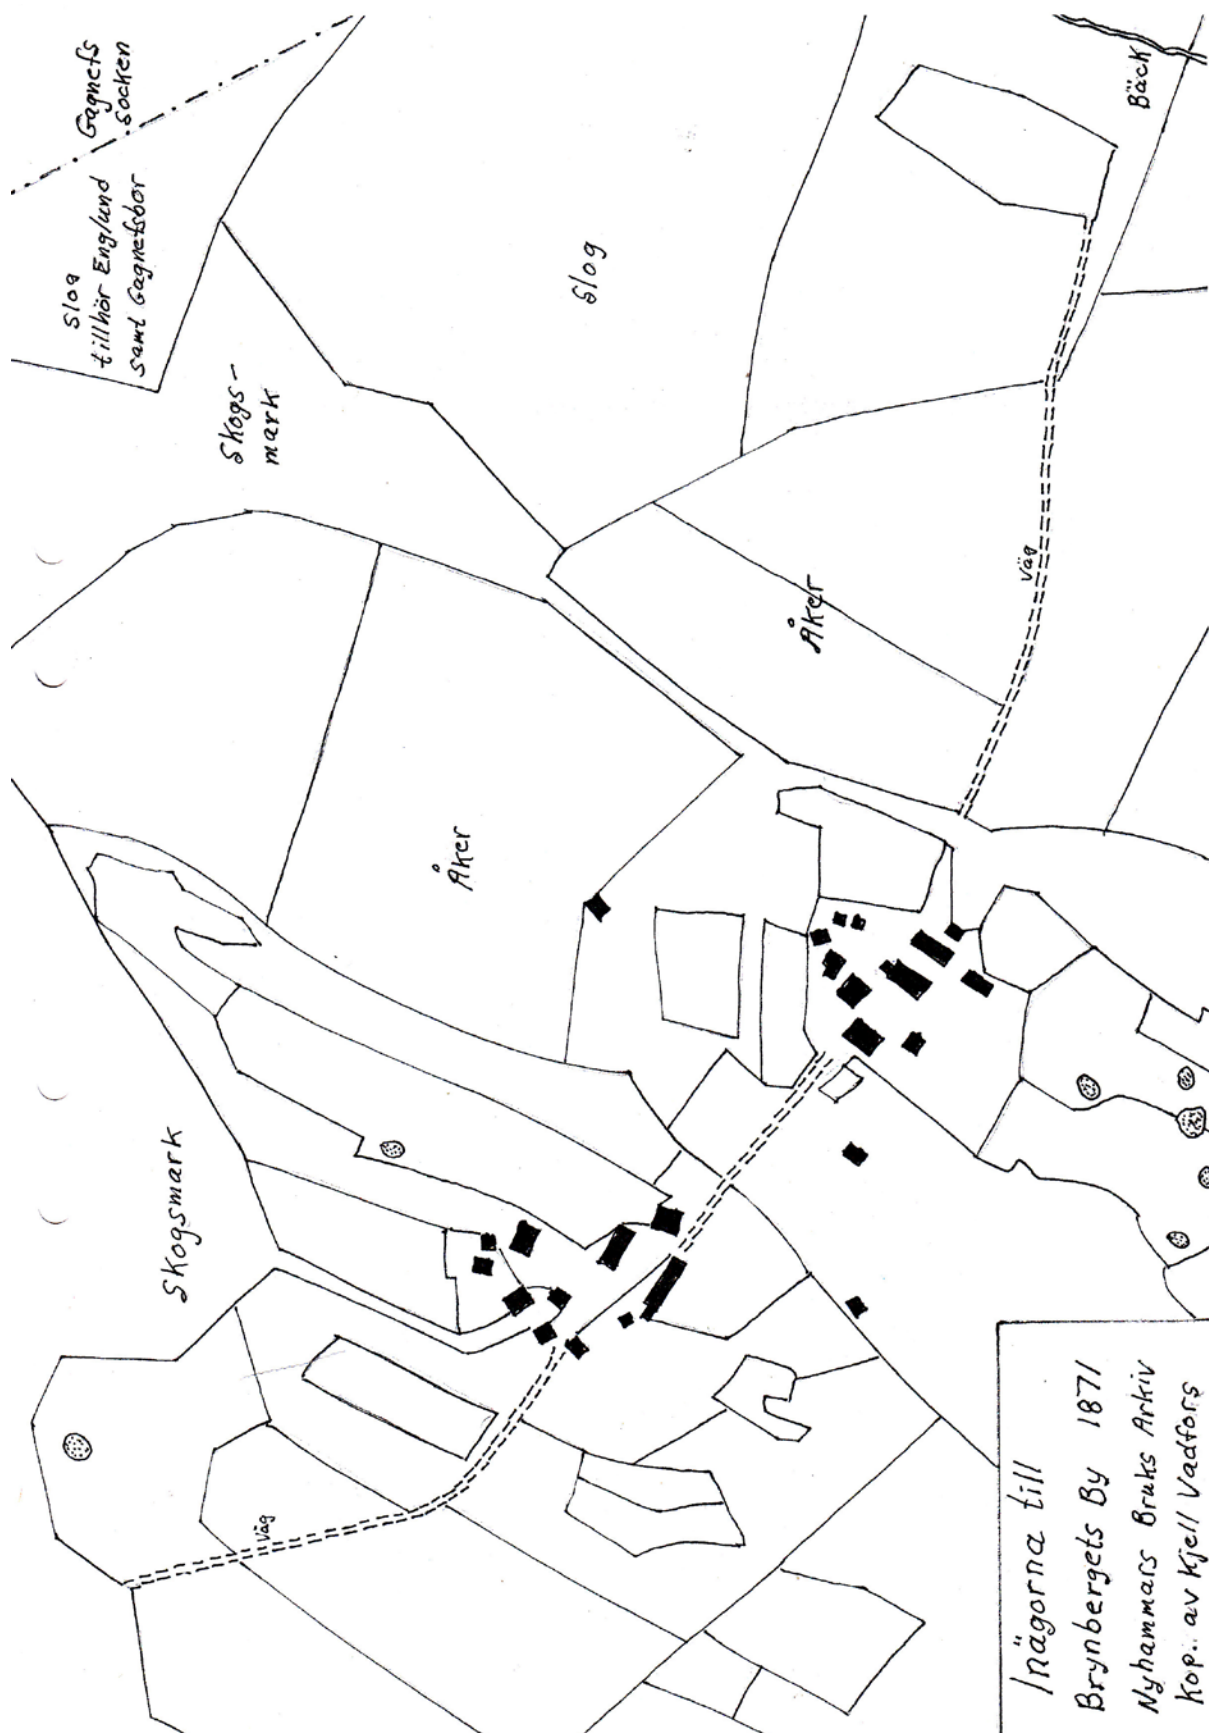 Gagnefs
Socken
Slog
tillhör Englund
samt Gagnefsbor
Skogs-
mark
Slog
Bäck
Åker
Väg
Åker
Skogsmark
Väg
Inägorna till
Brynbergets By 1871
Nyhammars Bruks Arkiv
Kop. av Kjell Vadfors